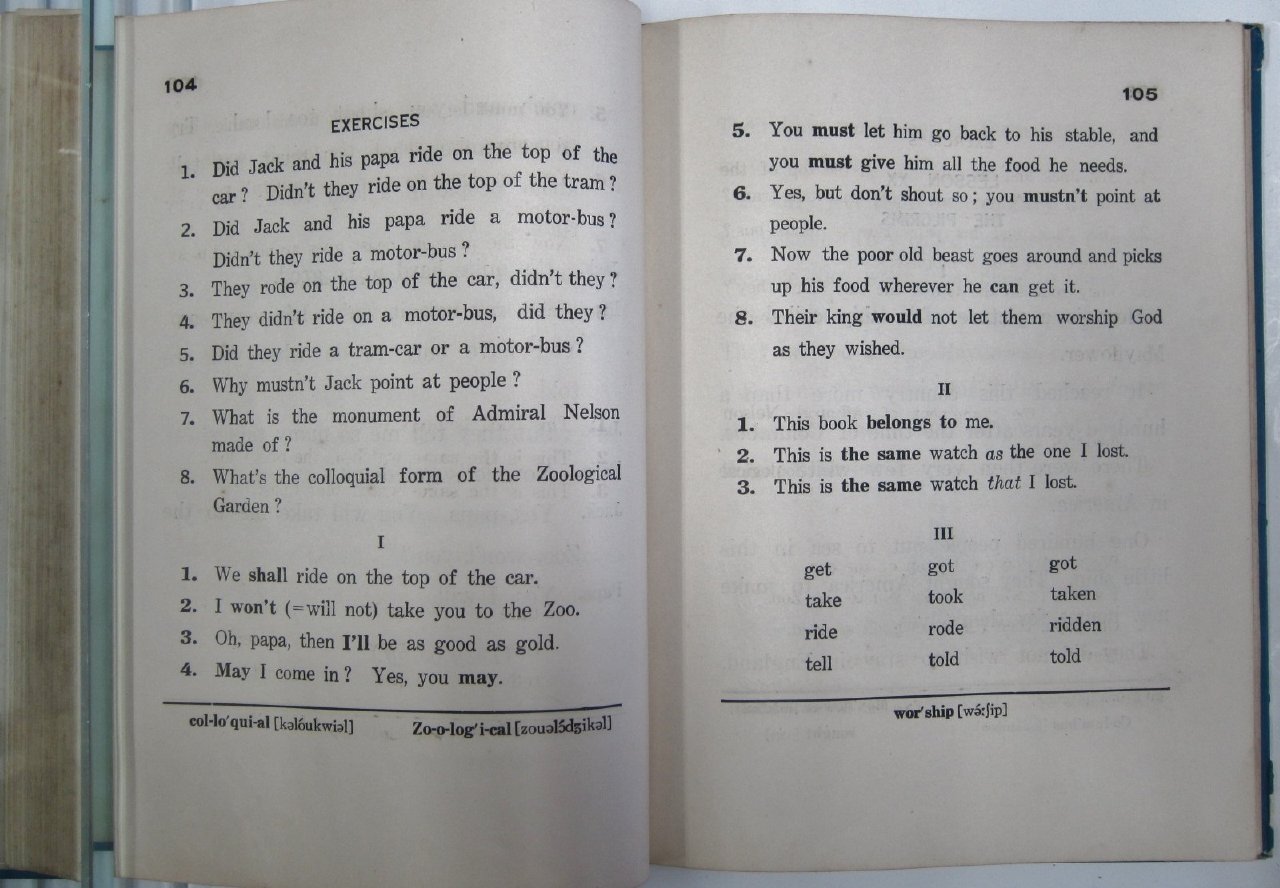 104
EXERCISES
1. Did Jack and his papa ride on the top of the
car? Didn't they ride on the top of the tram?
2. Did Jack and his papa ride a motor-bus?
Didn't they ride a motor-bus?
3. They rode on the top of the car, didn't they?
4. They didn't ride on a motor-bus, did they?
5. Did they ride a tram-car or a motor-bus?
6. Why mustn't Jack point at people?
7. What is the monument of Admiral Nelson
made of?
8. What's the colloquial form of the Zoological
Garden?
I
1. We shall ride on the top of the car.
2. I won't (=will not) take you to the Zoo.
3. Oh, papa, then I'll be as good as gold.
4. May I come in? Yes, you may.
col-lo'qui-al [kəlóukwiəl] Zo-o-log'i-cal [zouəlɔ́dʒikəl]
105
5. You must let him go back to his stable, and
you must give him all the food he needs.
6. Yes, but don't shout so; you mustn't point at
people.
7. Now the poor old beast goes around and picks
up his food wherever he can get it.
8. Their king would not let them worship God
as they wished.
II
1. This book belongs to me.
2. This is the same watch as the one I lost.
3. This is the same watch that I lost.
III
get got got
take took taken
ride rode ridden
tell told told
wor'ship [wə́:ʃip]